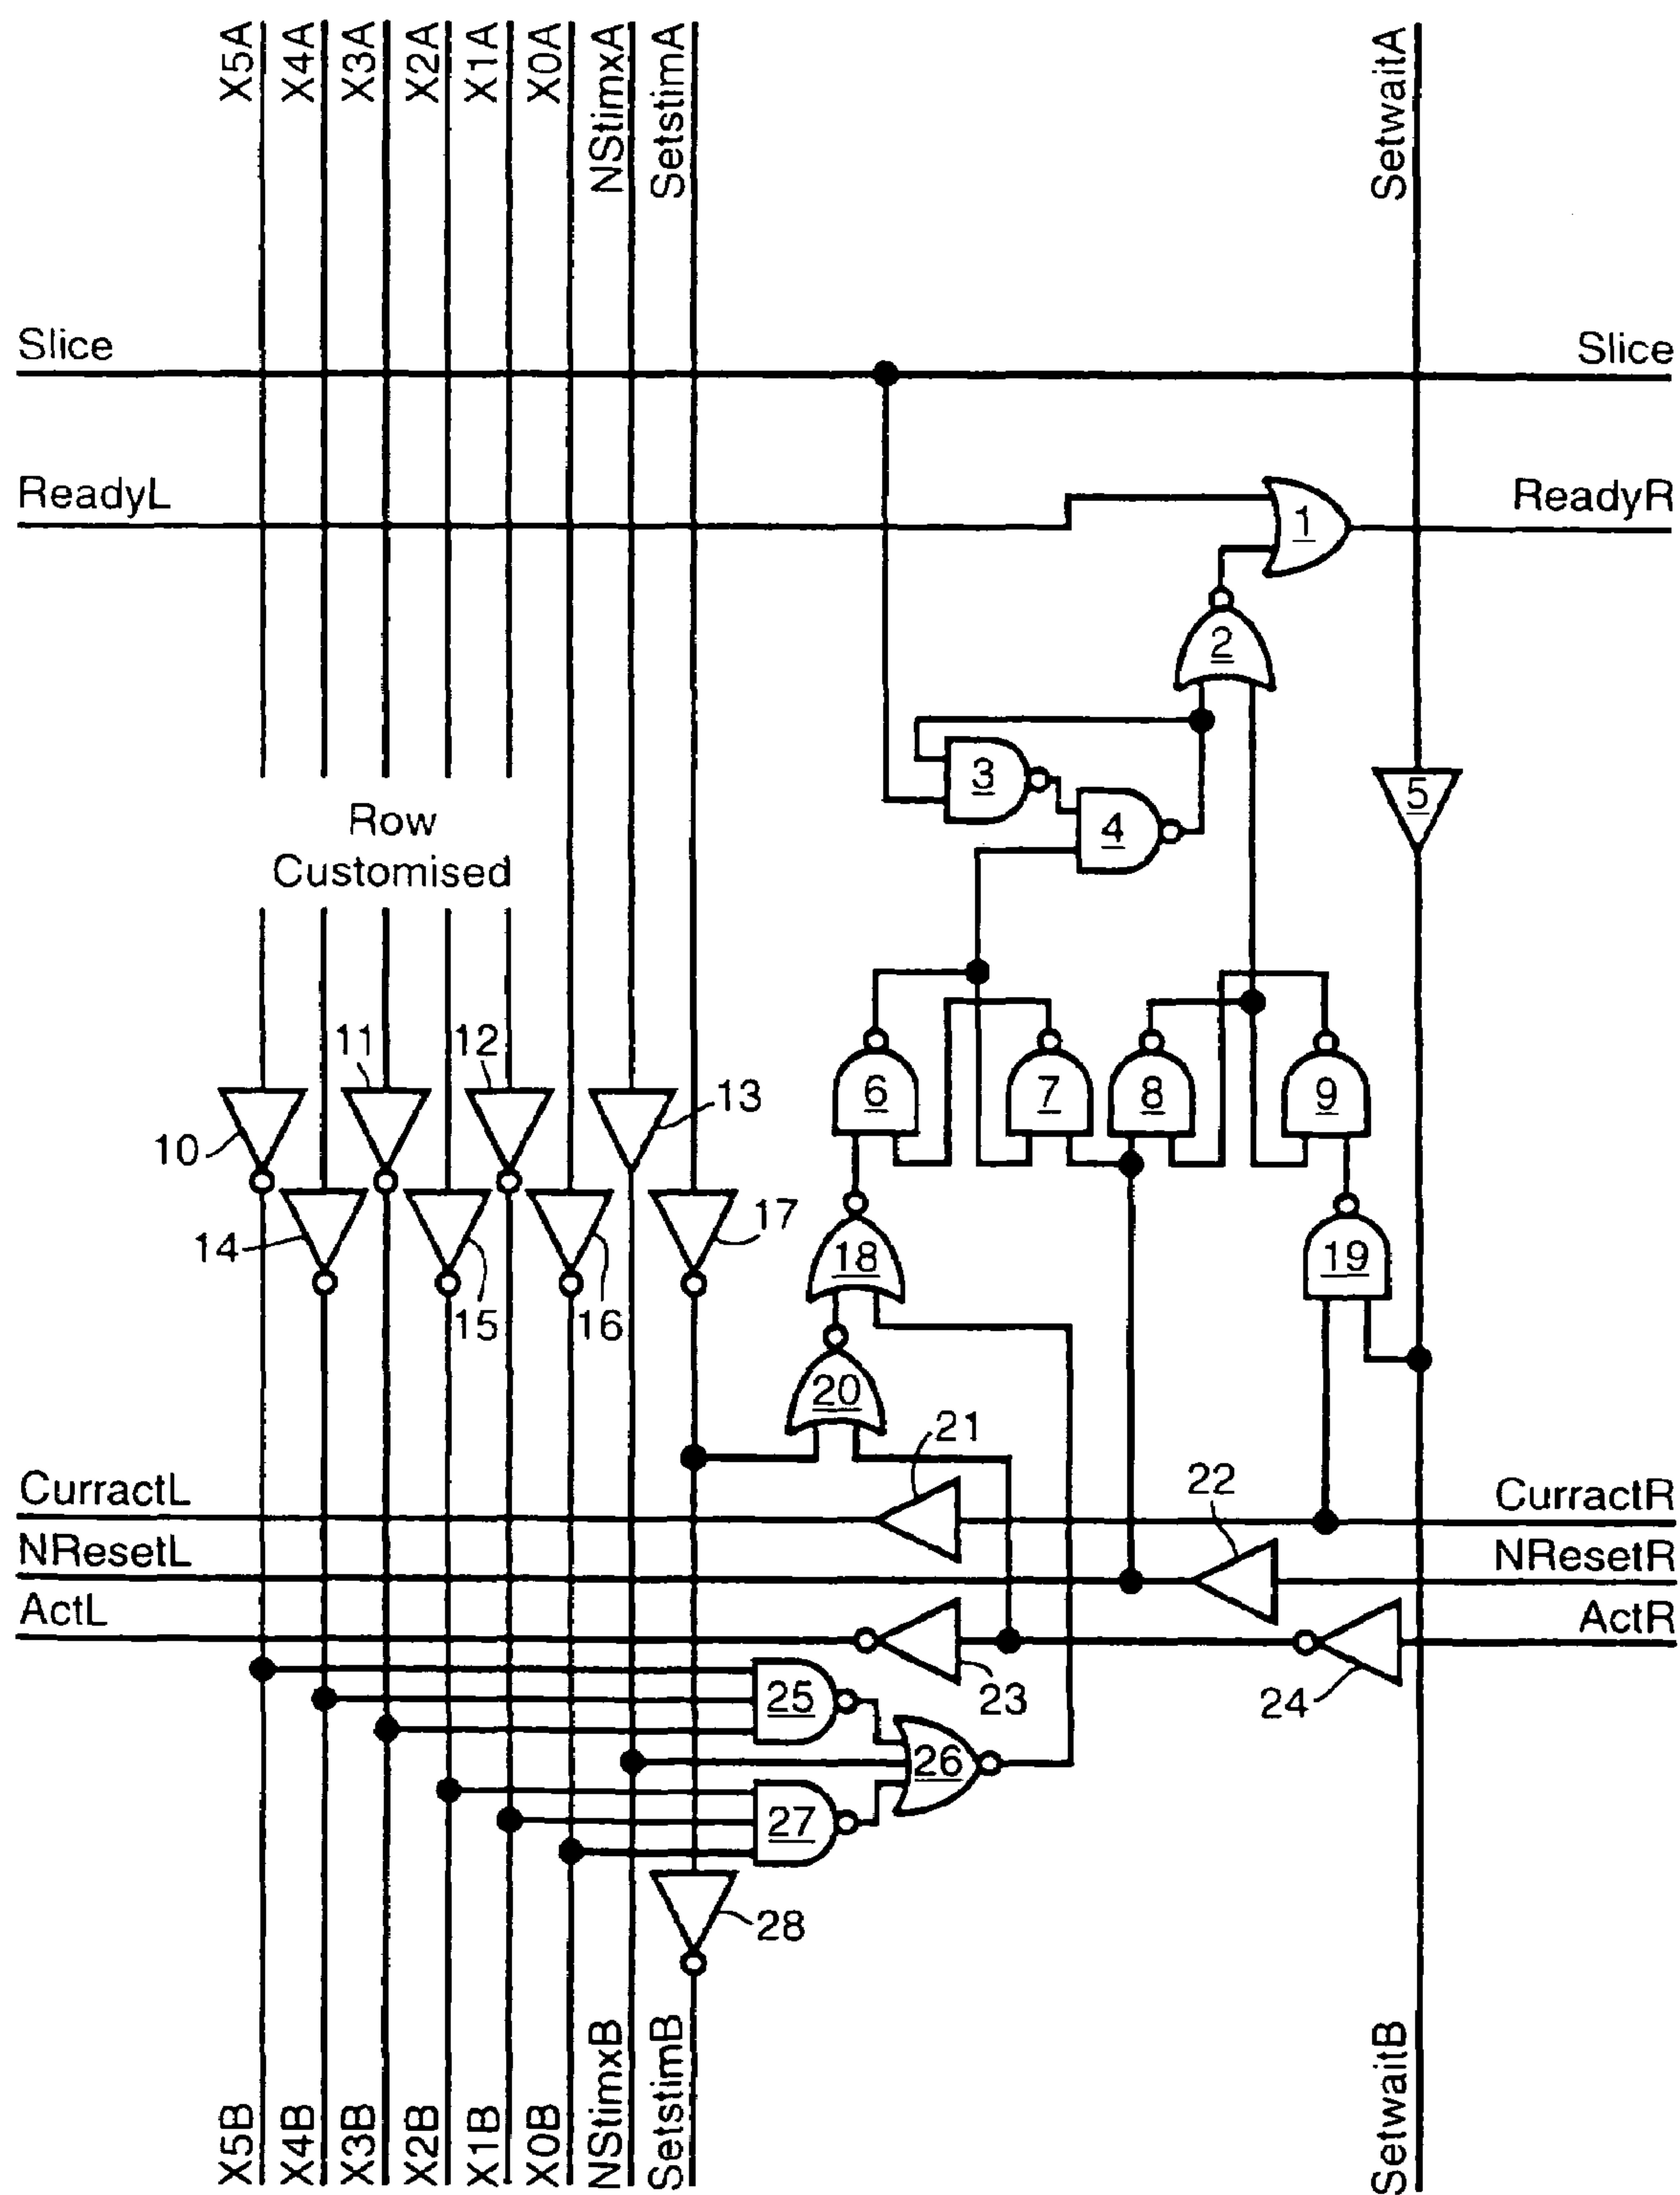 X5A
X4A
X3A
X2A
X1A
X0A
NStimxA
SetstimA
SetwaitA
Slice
Slice
ReadyL
ReadyR
1
2
3
4
5
Row
Customised
11
12
13
10
6
7
8
9
14
15
16
17
18
19
20
21
22
CurractL
CurractR
NResetL
NResetR
ActL
ActR
23
24
25
26
27
28
X5B
X4B
X3B
X2B
X1B
X0B
NStimxB
SetstimB
SetwaitB